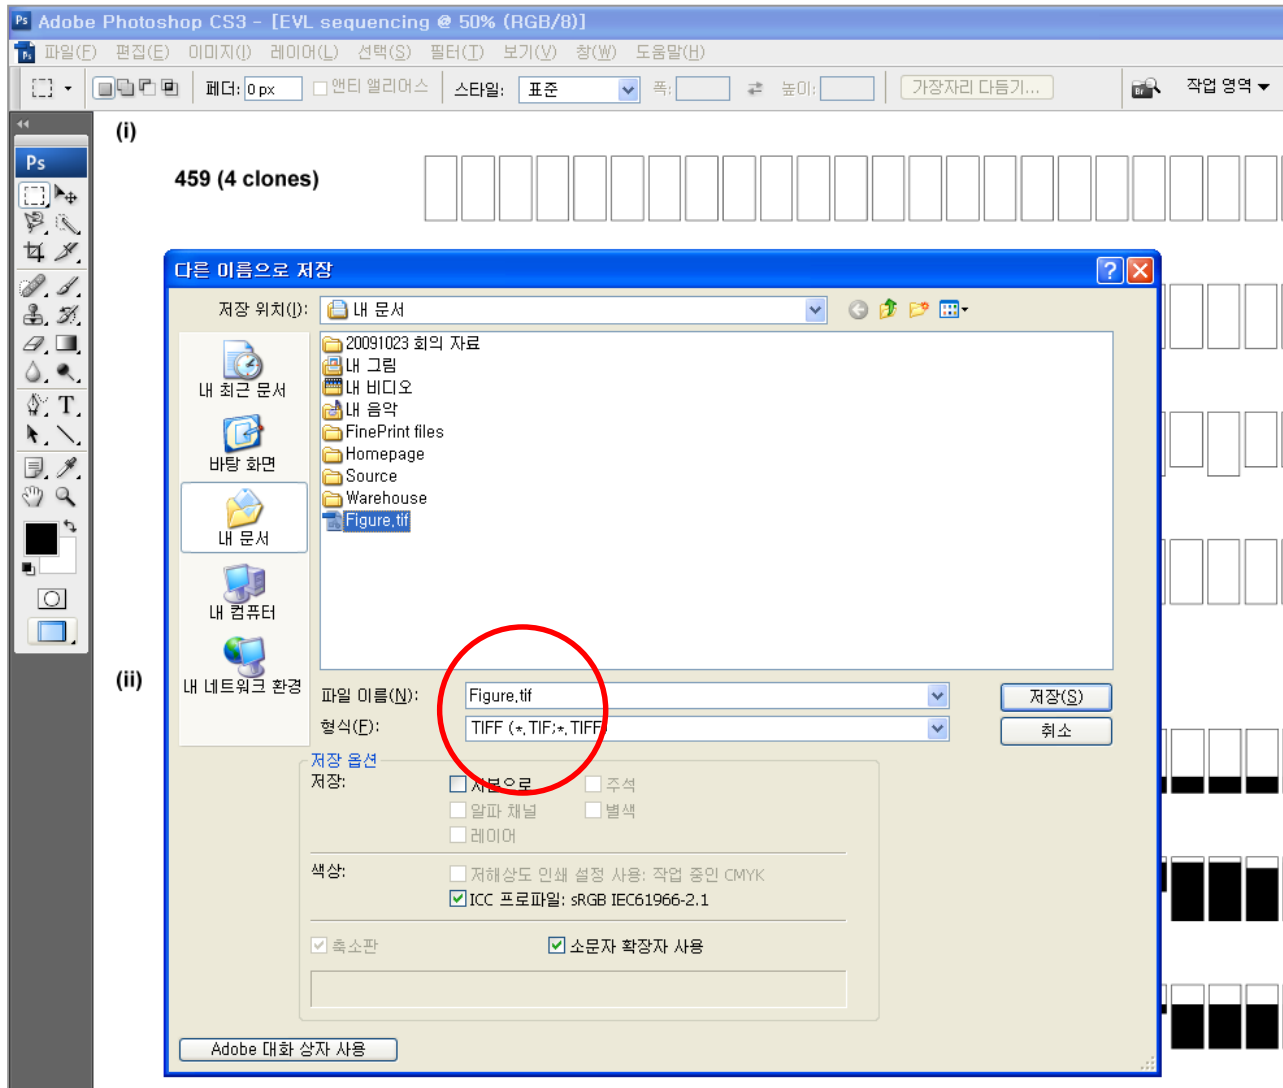 Ps Adobe Photoshop CS3 - [EVL sequencing @ 50% (RGB/8)]
파일(F) 편집(E) 이미지(I) 레이어(L) 선택(S) 필터(T) 보기(V) 창(W) 도움말(H)
페더: 0 px 앤티 앨리어스 스타일: 표준 폭: 높이: 가장자리 다듬기... Br 작업 영역
(i)
Ps
459 (4 clones)
다른 이름으로 저장
저장 위치(I): 내 문서
20091023 회의 자료
내 그림
내 비디오
내 음악
FinePrint files
Homepage
Source
Warehouse
Figure.tif
내 최근 문서
바탕 화면
내 문서
내 컴퓨터
내 네트워크 환경
(ii)
파일 이름(N): Figure.tif 저장(S)
형식(F): TIFF (*.TIF;*.TIFF) 취소
저장 옵션
저장: 사본으로 주석
알파 채널 별색
레이어
색상: 저해상도 인쇄 설정 사용: 작업 중인 CMYK
ICC 프로파일: sRGB IEC61966-2.1
축소판 소문자 확장자 사용
Adobe 대화 상자 사용